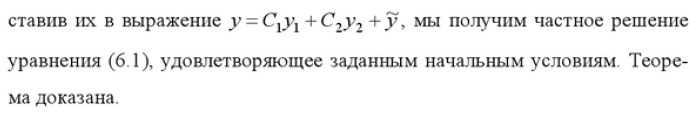 ставив их в выражение y = C₁y₁ + C₂y₂ + ỹ, мы получим частное решение
уравнения (6.1), удовлетворяющее заданным начальным условиям. Теоре-
ма доказана.